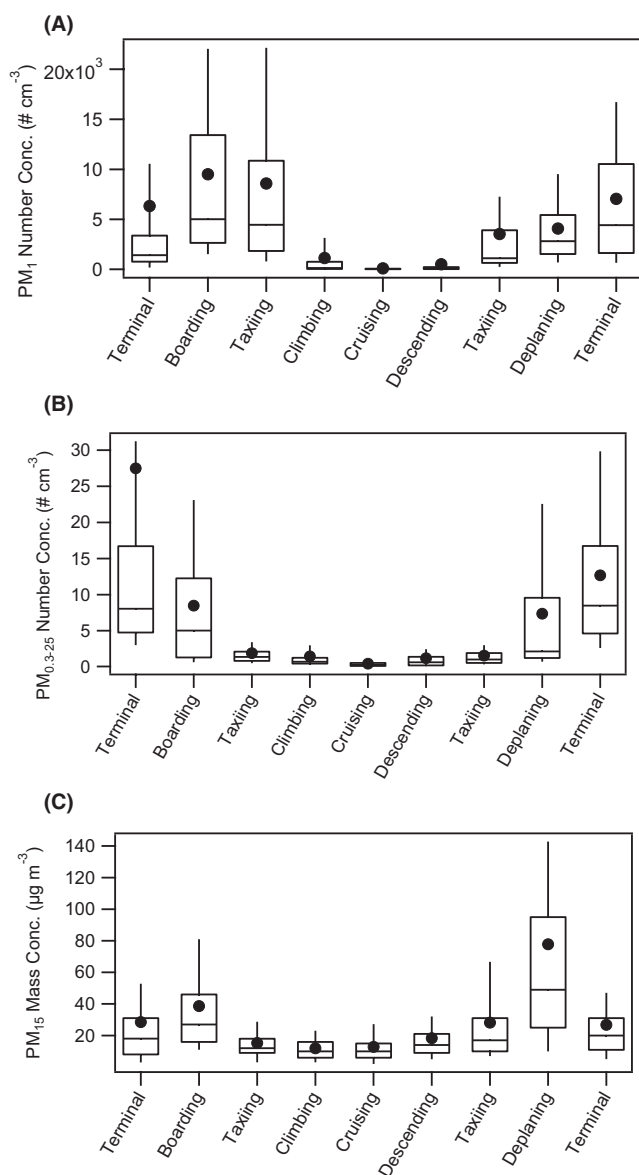 (A)
20x10³
15
10
5
0
PM₁ Number Conc. (# cm⁻³)
Terminal
Boarding
Taxiing
Climbing
Cruising
Descending
Taxiing
Deplaning
Terminal
(B)
30
25
20
15
10
5
0
PM₀.₃₋₂₅ Number Conc. (# cm⁻³)
Terminal
Boarding
Taxiing
Climbing
Cruising
Descending
Taxiing
Deplaning
Terminal
(C)
140
120
100
80
60
40
20
PM₁₅ Mass Conc. (µg m⁻³)
Terminal
Boarding
Taxiing
Climbing
Cruising
Descending
Taxiing
Deplaning
Terminal